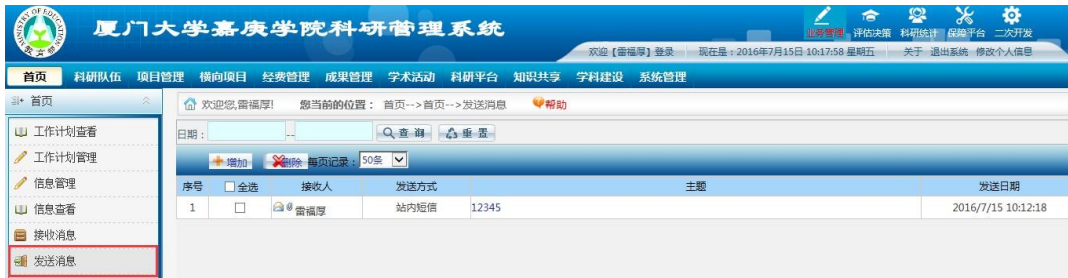 厦门大学嘉庚学院科研管理系统
业务管理 评估决策 科研统计 保障平台 二次开发
欢迎【雷福厚】登录 现在是：2016年7月15日 10:17:58 星期五 关于 退出系统 修改个人信息
首页 科研队伍 项目管理 横向项目 经费管理 成果管理 学术活动 科研平台 知识共享 学科建设 系统管理
首页
欢迎您,雷福厚! 您当前的位置： 首页-->首页-->发送消息 帮助
工作计划查看
日期： -- 查询 重置
工作计划管理
增加 删除 每页记录：50条
信息管理
序号 全选 接收人 发送方式 主题 发送日期
信息查看
1 雷福厚 站内短信 12345 2016/7/15 10:12:18
接收消息
发送消息